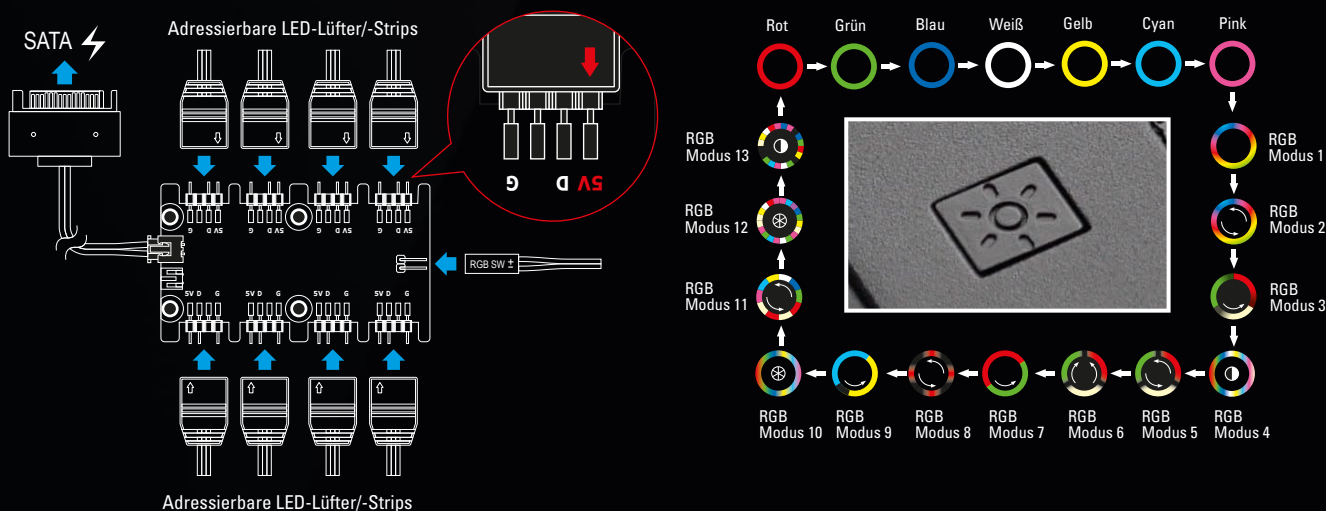 SATA
Adressierbare LED-Lüfter/-Strips
G D 5V
G D 5V
G D 5V
G D 5V
G D 5V
RGB SW ±
5V D G
5V D G
5V D G
5V D G
Adressierbare LED-Lüfter/-Strips
Rot Grün Blau Weiß Gelb Cyan Pink
RGB
Modus 1
RGB
Modus 2
RGB
Modus 3
RGB
Modus 4
RGB
Modus 5
RGB
Modus 6
RGB
Modus 7
RGB
Modus 8
RGB
Modus 9
RGB
Modus 10
RGB
Modus 11
RGB
Modus 12
RGB
Modus 13